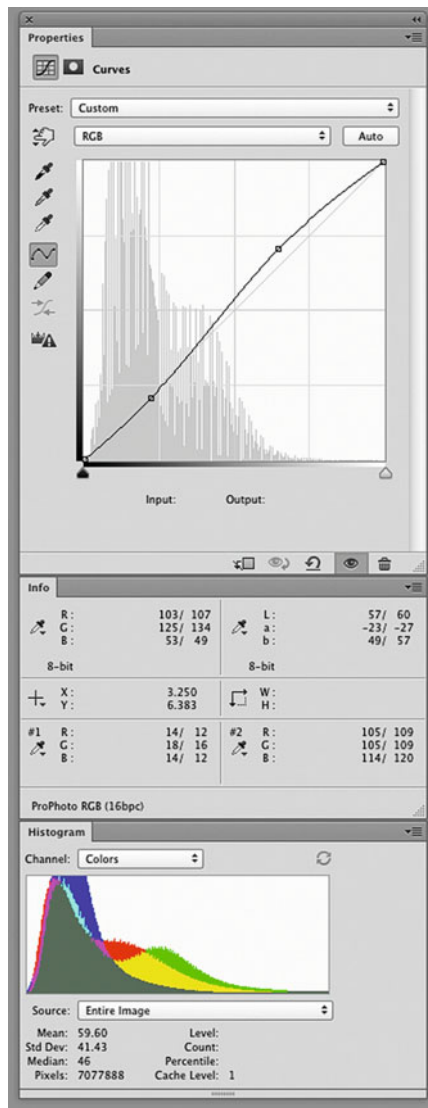 Properties
Curves
Preset: Custom
RGB Auto
Input: Output:
Info
R: 103/ 107 L: 57/ 60
G: 125/ 134 a: -23/ -27
B: 53/ 49 b: 49/ 57
8-bit 8-bit
X: 3.250 W:
Y: 6.383 H:
#1 R: 14/ 12 #2 R: 105/ 109
G: 18/ 16 G: 105/ 109
B: 14/ 12 B: 114/ 120
ProPhoto RGB (16bpc)
Histogram
Channel: Colors
Source: Entire Image
Mean: 59.60 Level:
Std Dev: 41.43 Count:
Median: 46 Percentile:
Pixels: 7077888 Cache Level: 1